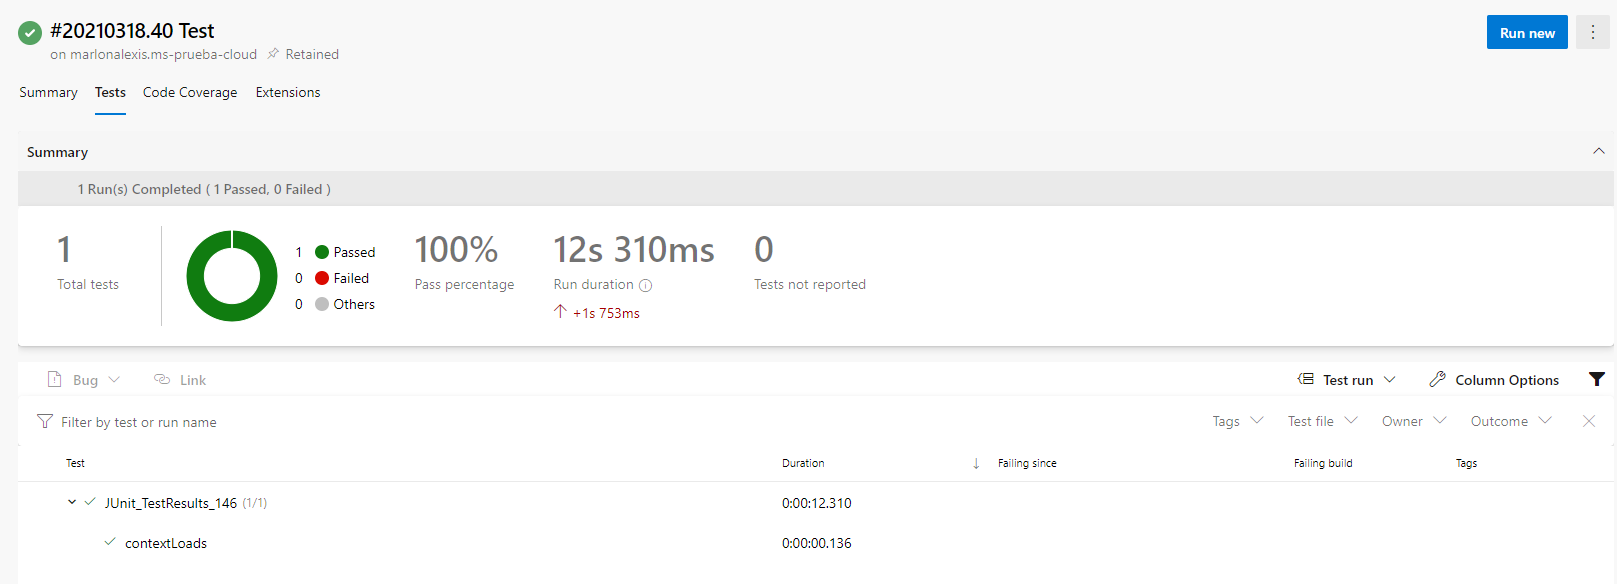 #20210318.40 Test
Run new
on marlonalexis.ms-prueba-cloud Retained
Summary Tests Code Coverage Extensions
Summary
1 Run(s) Completed ( 1 Passed, 0 Failed )
1
Total tests
1 Passed
0 Failed
0 Others
100%
Pass percentage
12s 310ms
Run duration
+1s 753ms
0
Tests not reported
Bug Link Test run Column Options
Filter by test or run name Tags Test file Owner Outcome
Test Duration Failing since Failing build Tags
JUnit_TestResults_146 (1/1) 0:00:12.310
contextLoads 0:00:00.136